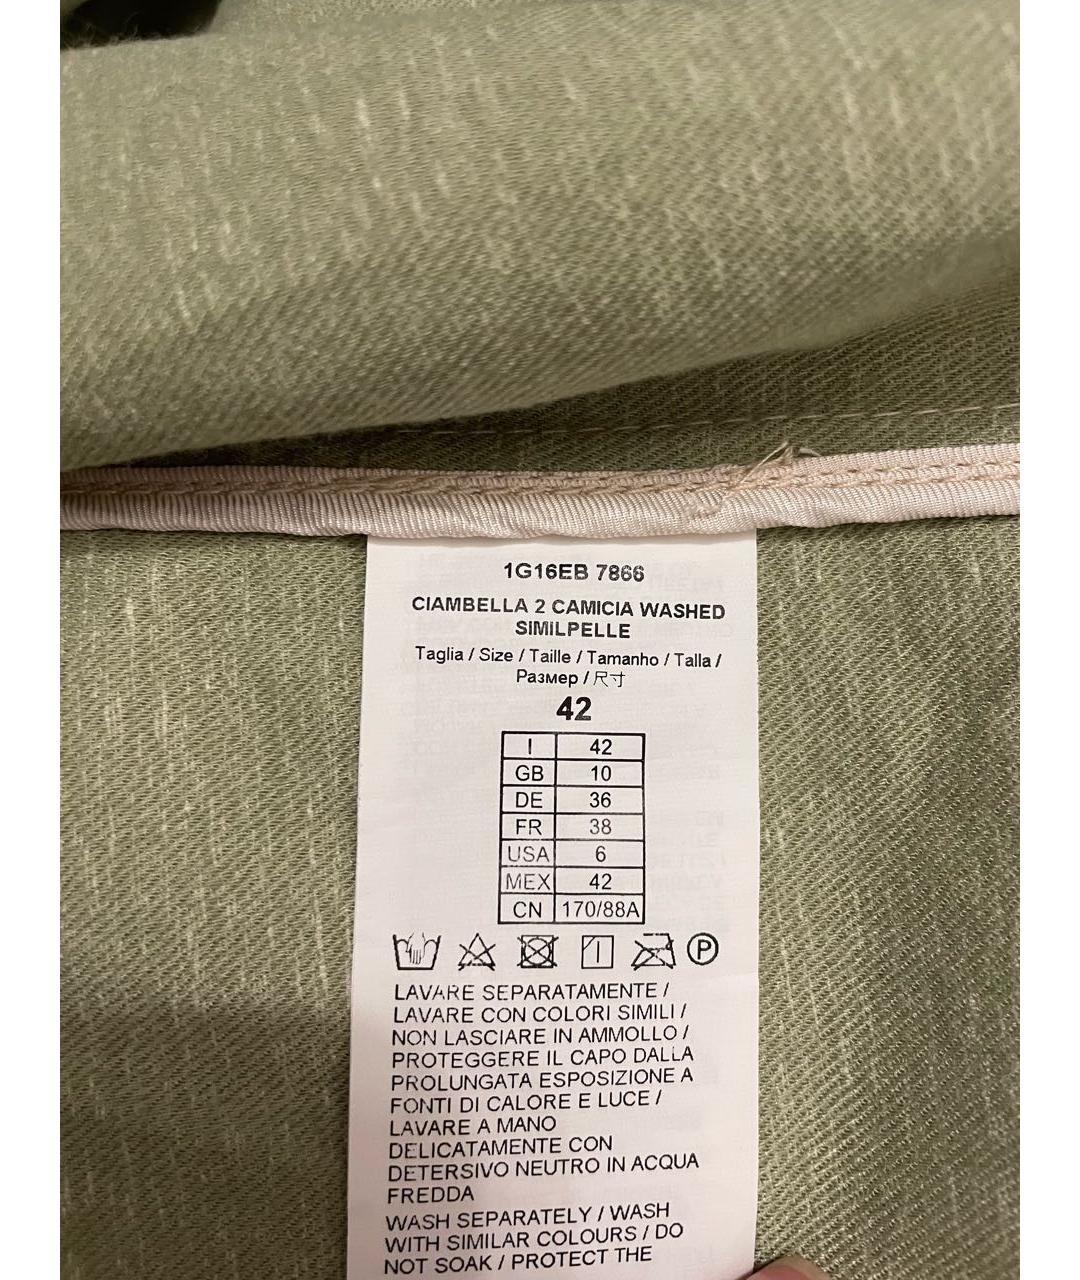 1G16EB 7866
CIAMBELLA 2 CAMICIA WASHED
SIMILPELLE
Taglia / Size / Taille / Tamanho / Talla /
Размер / 尺寸
42
I 42
GB 10
DE 36
FR 38
USA 6
MEX 42
CN 170/88A
P
LAVARE SEPARATAMENTE /
LAVARE CON COLORI SIMILI /
NON LASCIARE IN AMMOLLO /
PROTEGGERE IL CAPO DALLA
PROLUNGATA ESPOSIZIONE A
FONTI DI CALORE E LUCE /
LAVARE A MANO
DELICATAMENTE CON
DETERSIVO NEUTRO IN ACQUA
FREDDA
WASH SEPARATELY / WASH
WITH SIMILAR COLOURS / DO
NOT SOAK / PROTECT THE